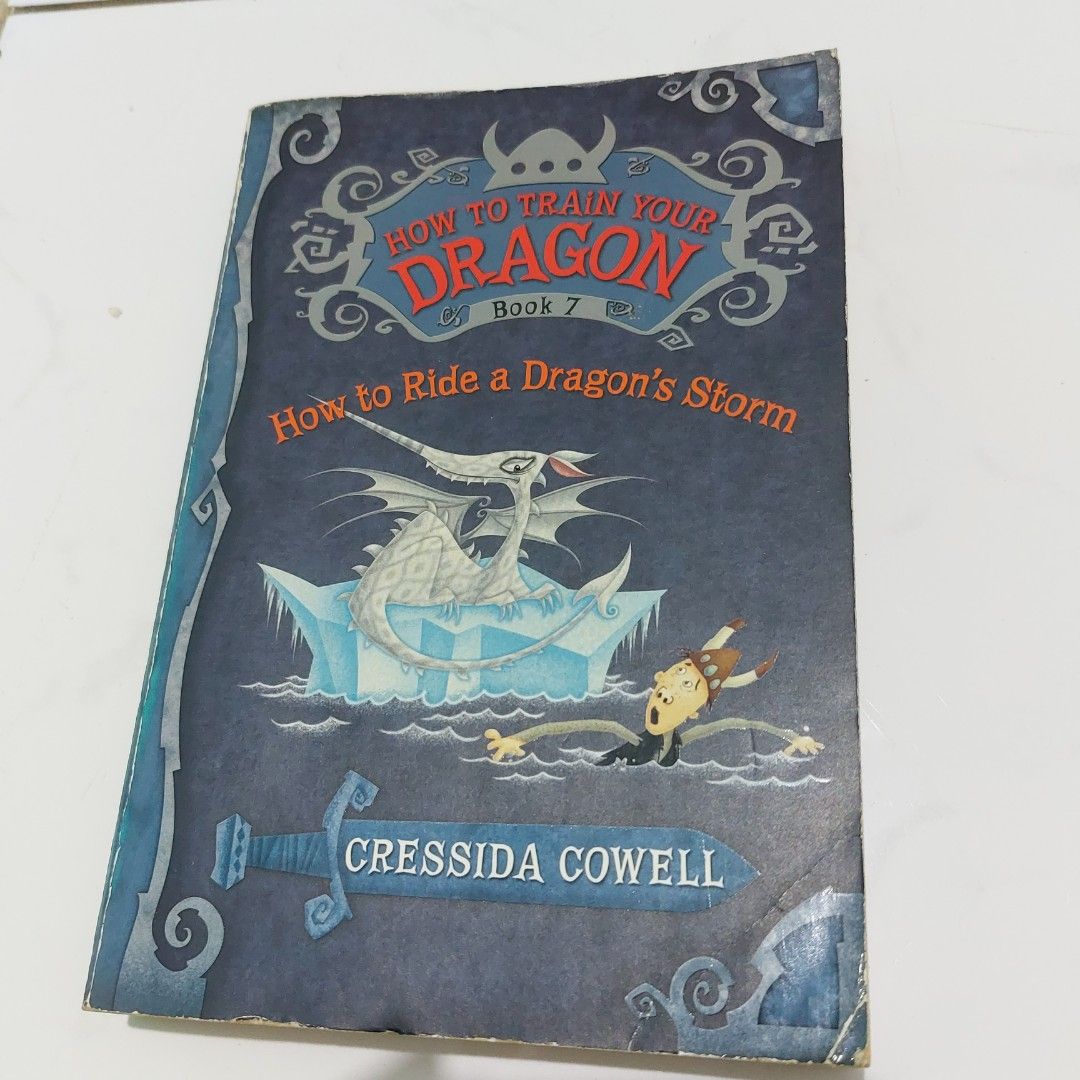 HOW TO TRAiN YOUR
DRAGON
Book 7
How to Ride a Dragon's Storm
CRESSIDA COWELL